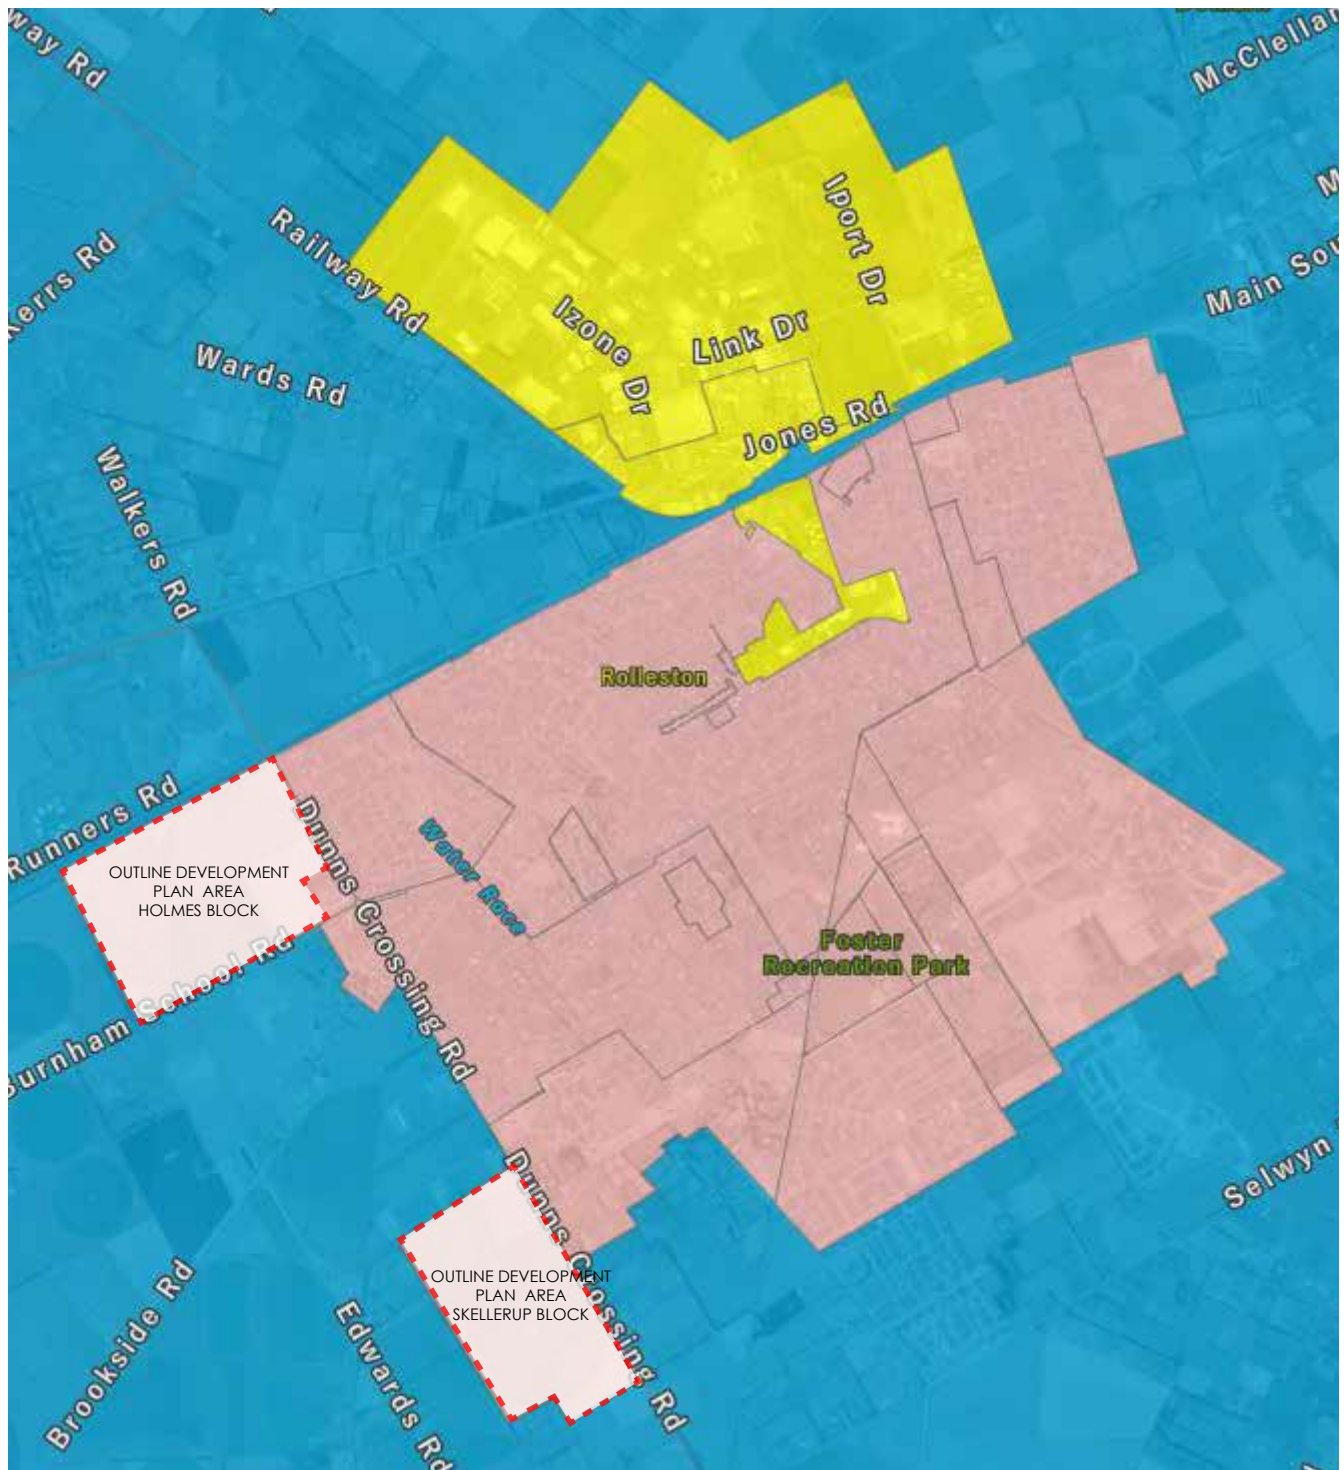 way Rd
McClella
Kerrs Rd
Railway Rd
Iport Dr
Main Sou
Izone
Dr
Link Dr
Wards Rd
Jones Rd
Walkers Rd
Rolleston
Runners Rd
Dunns Crossing Rd
Water Race
OUTLINE DEVELOPMENT
PLAN AREA
HOLMES BLOCK
Foster
Recreation Park
Burnham School Rd
Selwyn
Dunns Crossing Rd
OUTLINE DEVELOPMENT
PLAN AREA
SKELLERUP BLOCK
Brookside Rd
Edwards Rd